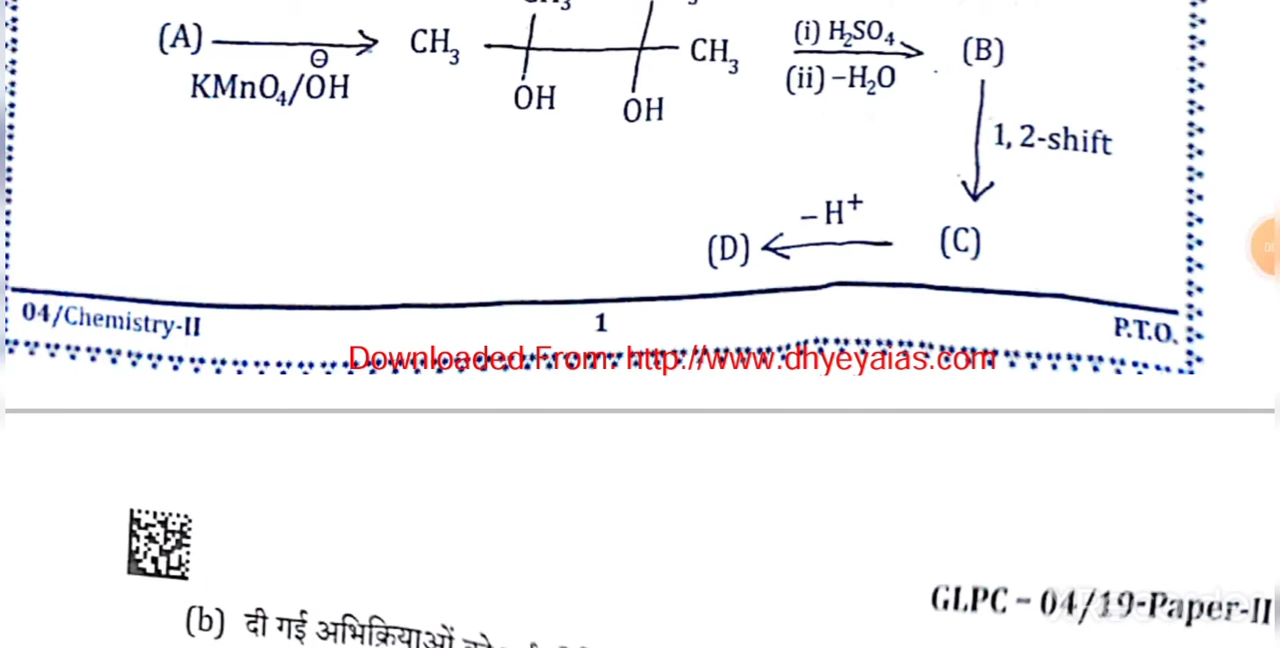 CH₃
(A) CH₃ CH₃ (i) H₂SO₄ (B)
KMnO₄/OH⊖ OH OH (ii) –H₂O
1, 2-shift
– H⁺
(D) (C)
04/Chemistry-II 1 P.T.O.
Downloaded From: http://www.dhyeyaias.com
GLPC – 04/19-Paper-II
(b) दी गई अभिक्रियाओं